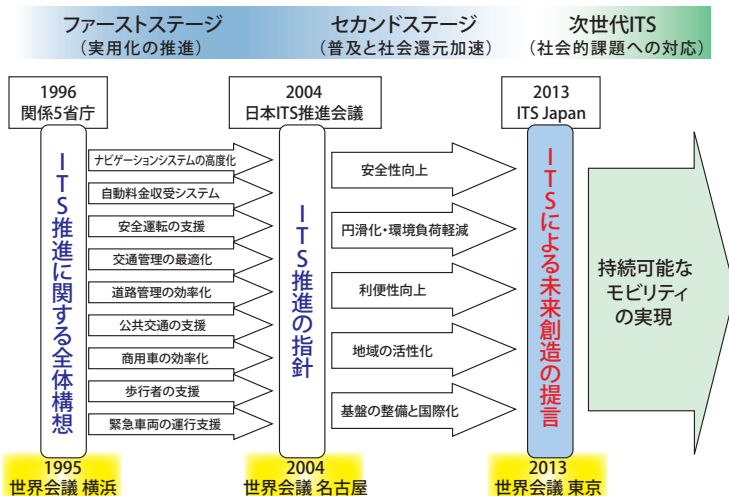 ファーストステージ
（実用化の推進）
セカンドステージ
（普及と社会還元加速）
次世代ITS
（社会的課題への対応）
1996
関係5省庁
2004
日本ITS推進会議
2013
ITS Japan
ITS推進に関する全体構想
ナビゲーションシステムの高度化
自動料金収受システム
安全運転の支援
交通管理の最適化
道路管理の効率化
公共交通の支援
商用車の効率化
歩行者の支援
緊急車両の運行支援
ITS推進の指針
安全性向上
円滑化・環境負荷軽減
利便性向上
地域の活性化
基盤の整備と国際化
ITSによる未来創造の提言
持続可能な
モビリティ
の実現
1995
世界会議 横浜
2004
世界会議 名古屋
2013
世界会議 東京